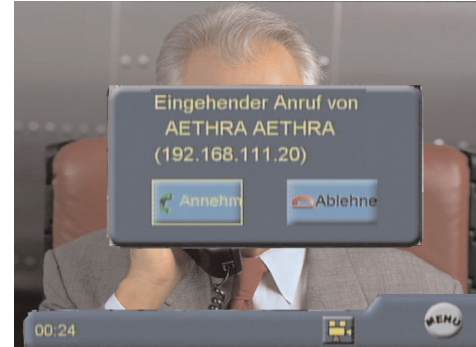 Eingehender Anruf von
AETHRA AETHRA
(192.168.111.20)
Annehm
Ablehne
00:24
MENU